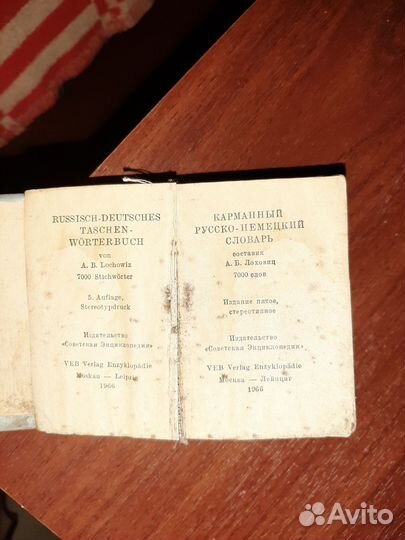 RUSSISCH-DEUTSCHES
TASCHEN-
WÖRTERBUCH
von
A. B. Lochowiz
7000 Stichwörter
5. Auflage,
Stereotypdruck
Издательство
«Советская Энциклопедия»
VEB Verlag Enzyklopädie
Moskau — Leipzig
1966
КАРМАННЫЙ
РУССКО-НЕМЕЦКИЙ
СЛОВАРЬ
составил
А. Б. Лоховиц
7000 слов
Издание пятое,
стереотипное
Издательство
«Советская Энциклопедия»
VEB Verlag Enzyklopädie
Москва — Лейпциг
1966
Avito